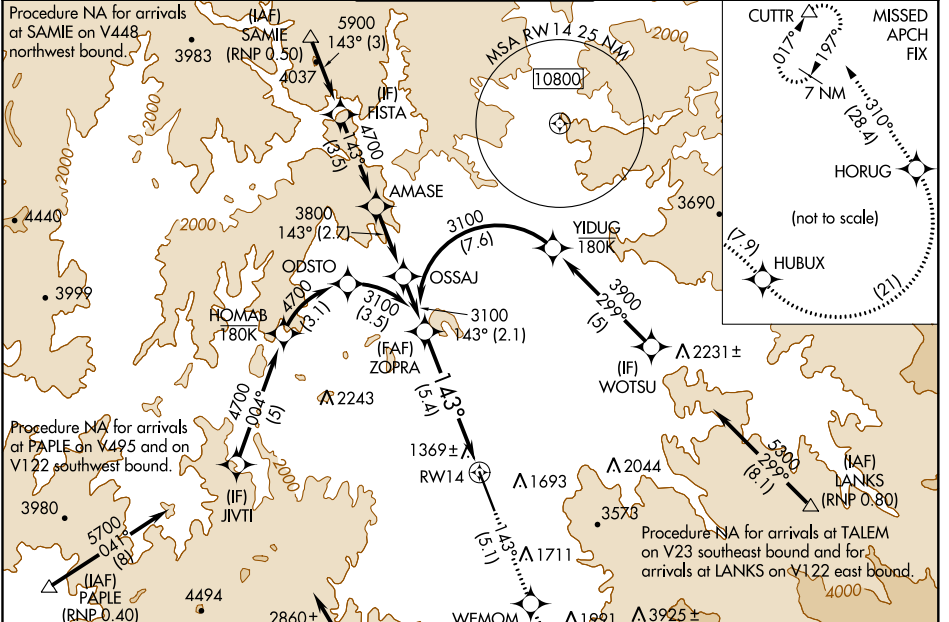 Procedure NA for arrivals
at SAMIE on V448
northwest bound.
3983
(IAF)
SAMIE
(RNP 0.50)
4037
5900
143° (3)
(IF)
FISTA
4700
143°
(3.5)
AMASE
3800
143° (2.7)
MSA RW14 25 NM
10800
2000
CUTTR
017°
197°
7 NM
MISSED
APCH
FIX
310°
(28.4)
HORUG
(not to scale)
(7.9)
HUBUX
(21)
2000
4440
2000
3999
3690
3100
(7.6)
YIDUG
180K
ODSTO
OSSAJ
4700
(3.1)
3100
(3.5)
3100
143° (2.1)
HOMAB
180K
(FAF)
ZOPRA
3900
299°
(5)
(IF)
WOTSU
2231±
4700
004°
(5)
2243
143°
(5.4)
Procedure NA for arrivals
at PAPLE on V495 and on
V122 southwest bound.
1369±
RW14
2000
(IF)
JIVTI
1693
2044
5300
299°
(8.1)
(IAF)
LANKS
(RNP 0.80)
3980
5700
041°
(8)
(IAF)
PAPLE
(RNP 0.40)
3573
Procedure NA for arrivals at TALEM
on V23 southeast bound and for
arrivals at LANKS on V122 east bound.
143°
(5.1)
1711
4494
4000
2860±
WEMOM
1891
3925±